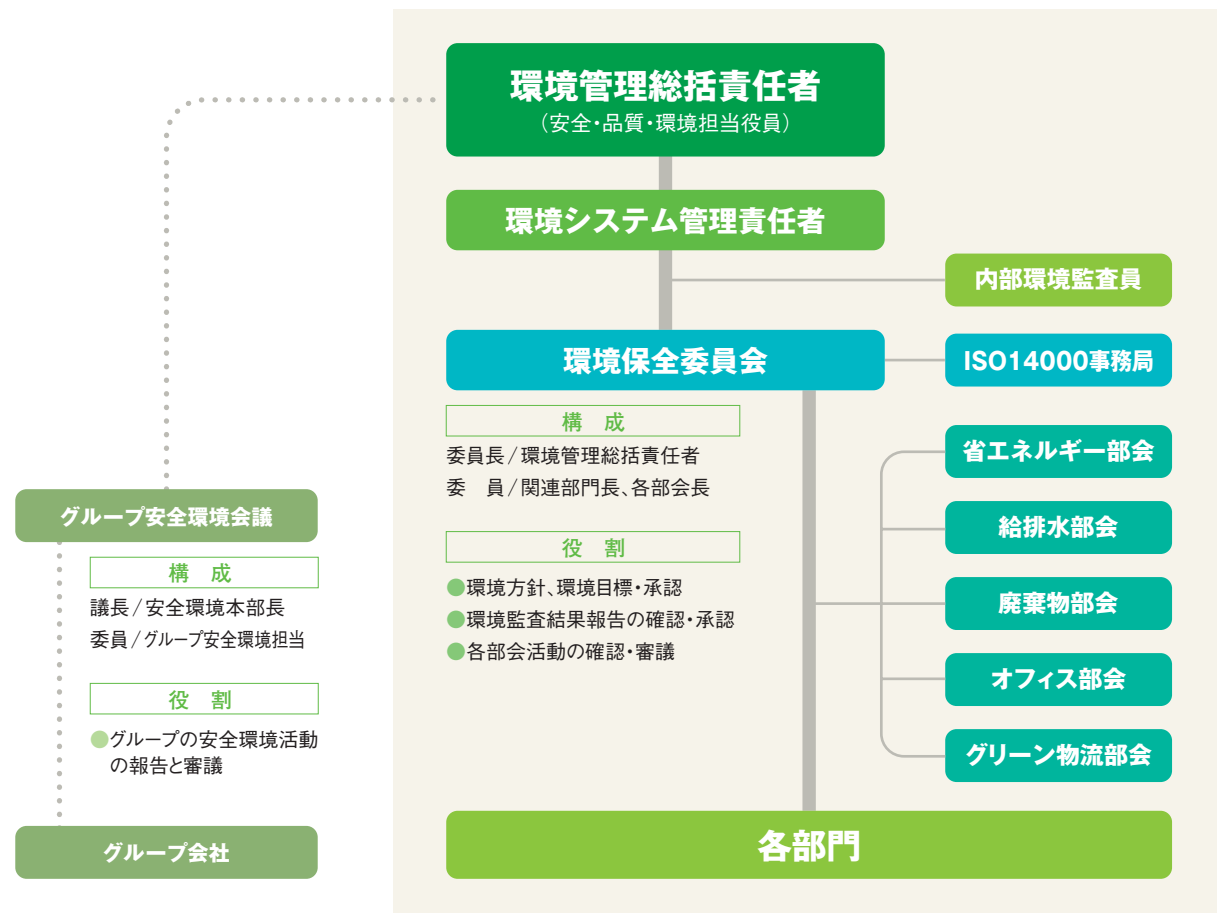 環境管理総括責任者
（安全・品質・環境担当役員）
環境システム管理責任者
内部環境監査員
環境保全委員会
ISO14000事務局
構 成
委員長/環境管理総括責任者
委　員/関連部門長、各部会長
役 割
●環境方針、環境目標・承認
●環境監査結果報告の確認・承認
●各部会活動の確認・審議
省エネルギー部会
給排水部会
廃棄物部会
オフィス部会
グリーン物流部会
各部門
グループ安全環境会議
構 成
議長/安全環境本部長
委員/グループ安全環境担当
役 割
●グループの安全環境活動
の報告と審議
グループ会社